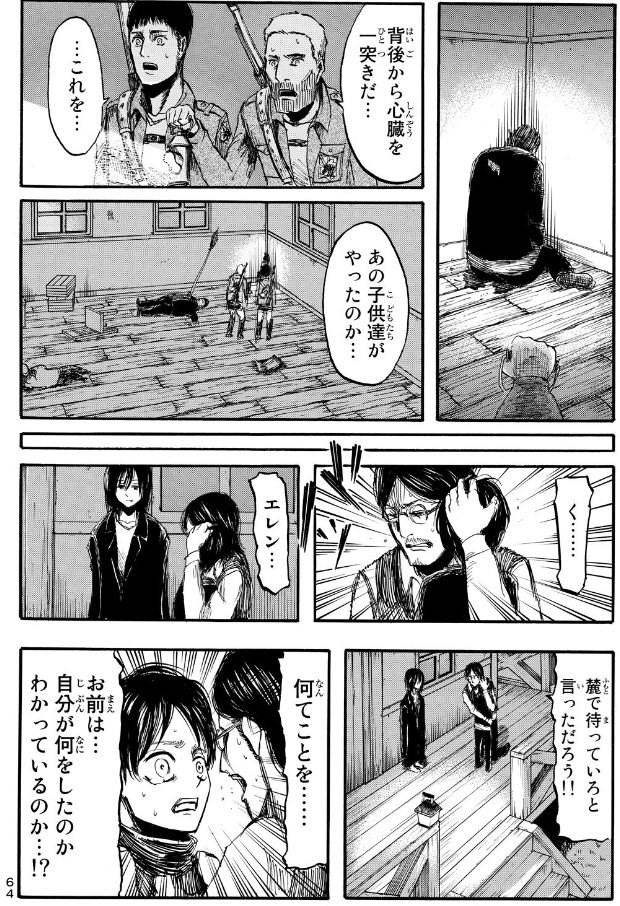 背後から心臓を
一突きだ…
…これを…
あの子供達が
やったのか…
く……
エレン…
麓で待っていろと
言っただろう!!
何てことを……
お前は…
自分が何をしたのか
わかっているのか…!?
64